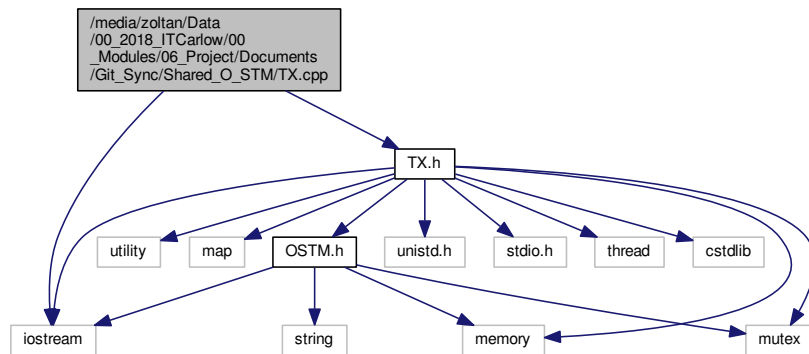 /media/zoltan/Data
/00_2018_ITCarlow/00
_Modules/06_Project/Documents
/Git_Sync/Shared_O_STM/TX.cpp
TX.h
utility
map
OSTM.h
unistd.h
stdio.h
thread
cstdlib
iostream
string
memory
mutex